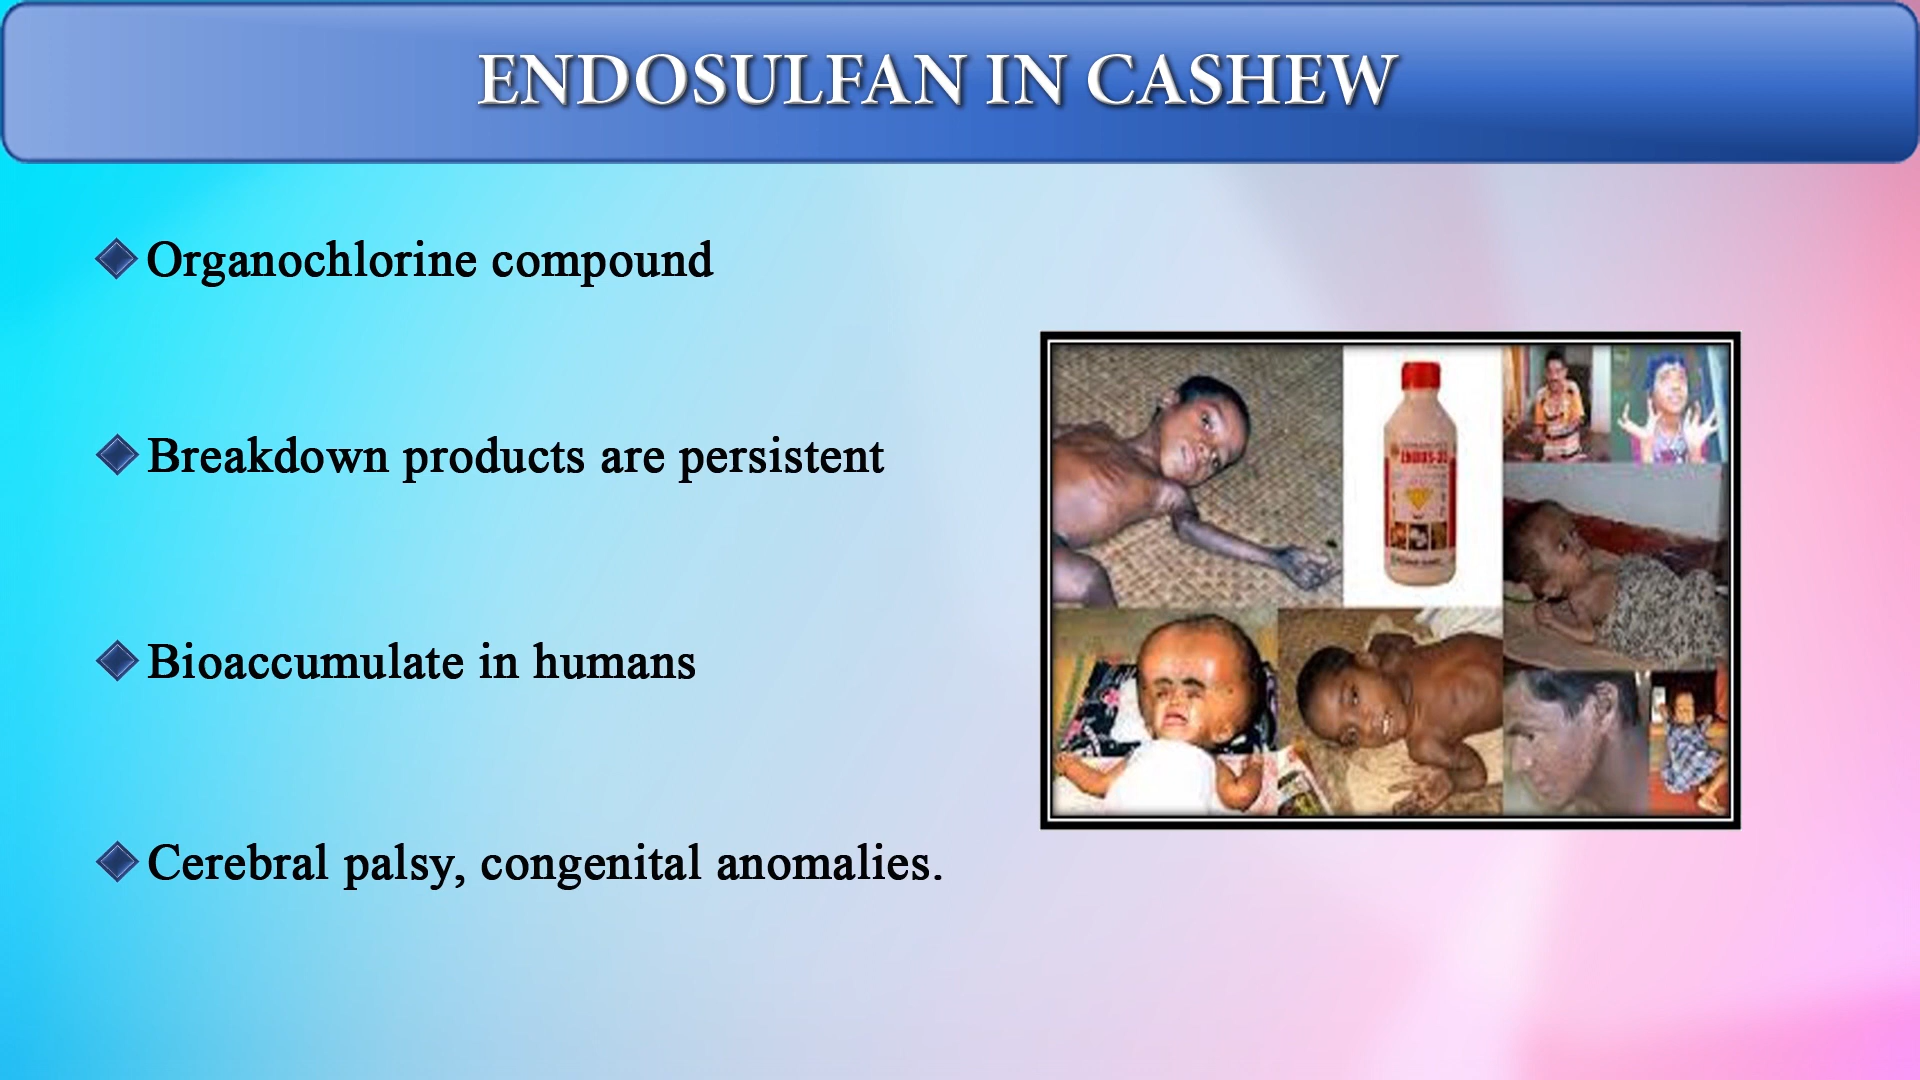 ENDOSULFAN IN CASHEW
Organochlorine compound
Breakdown products are persistent
Bioaccumulate in humans
Cerebral palsy, congenital anomalies.